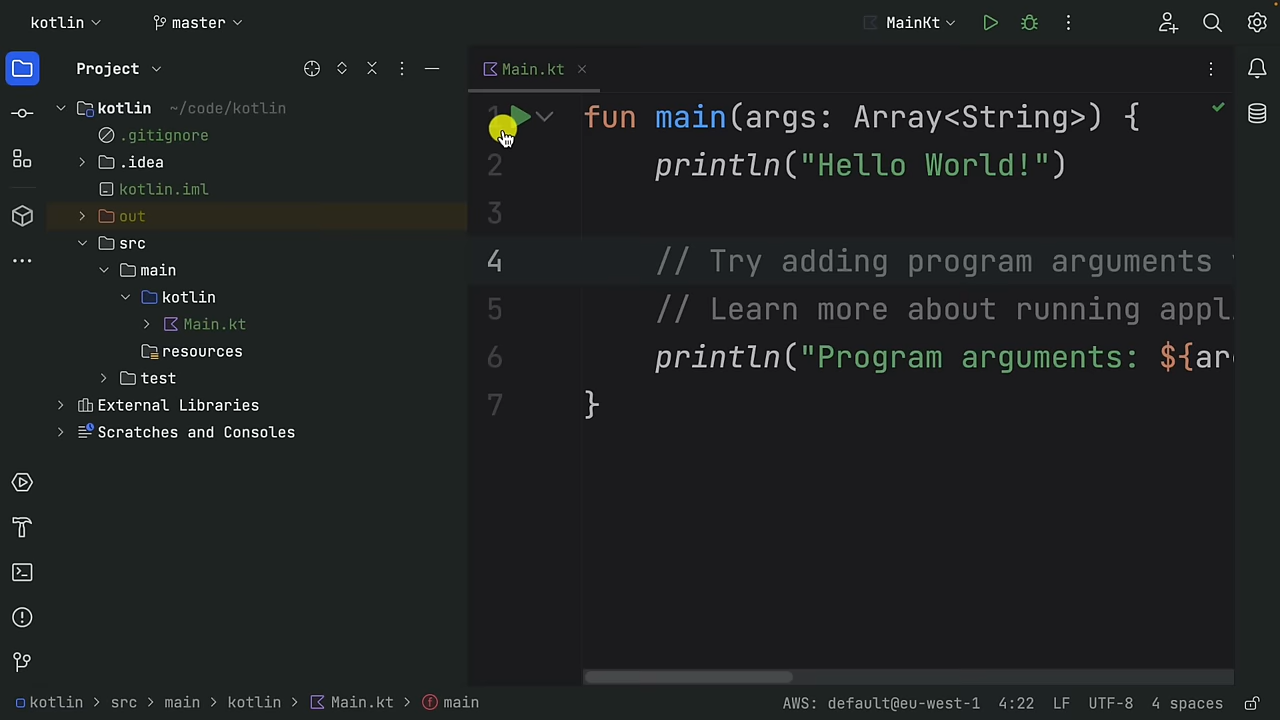 kotlin master MainKt
Project
Main.kt
kotlin ~/code/kotlin
.gitignore
.idea
kotlin.iml
out
src
main
kotlin
Main.kt
resources
test
External Libraries
Scratches and Consoles
1 fun main(args: Array<String>) {
2 println("Hello World!")
3
4 // Try adding program arguments
5 // Learn more about running appl
6 println("Program arguments: ${ar
7 }
kotlin > src > main > kotlin > Main.kt > main
AWS: default@eu-west-1 4:22 LF UTF-8 4 spaces